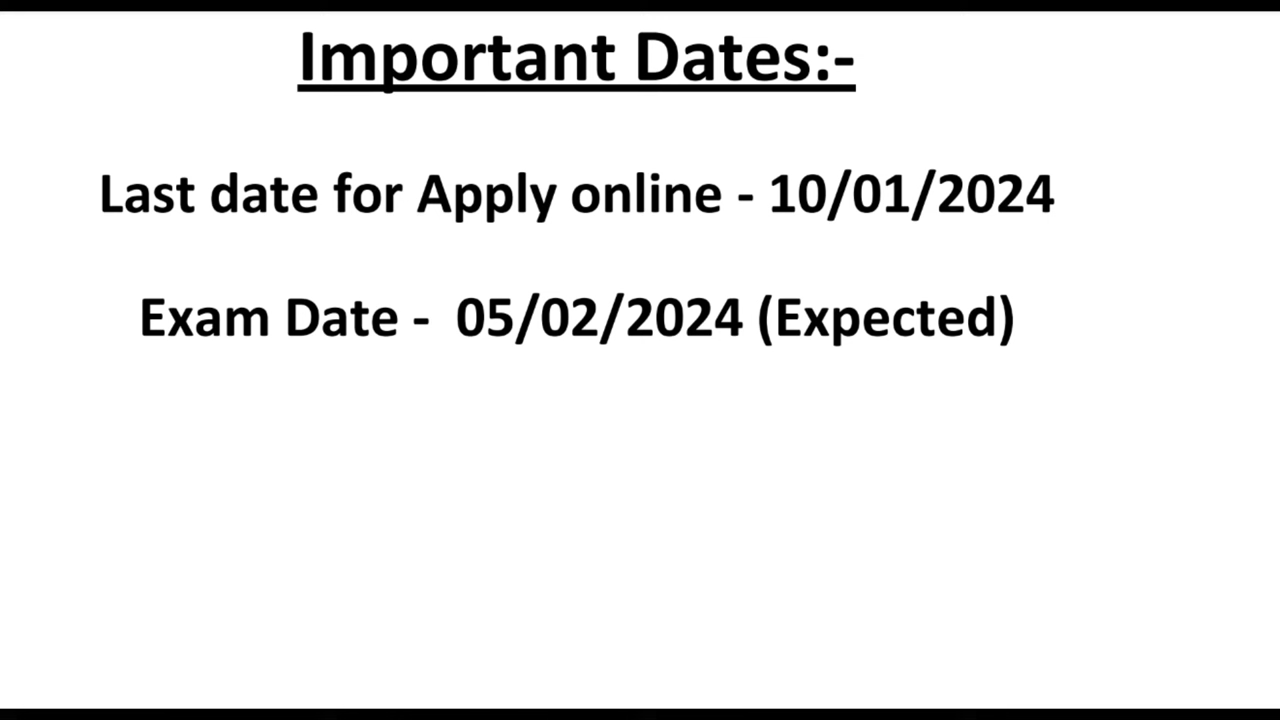 Important Dates:-
Last date for Apply online - 10/01/2024
Exam Date -  05/02/2024 (Expected)